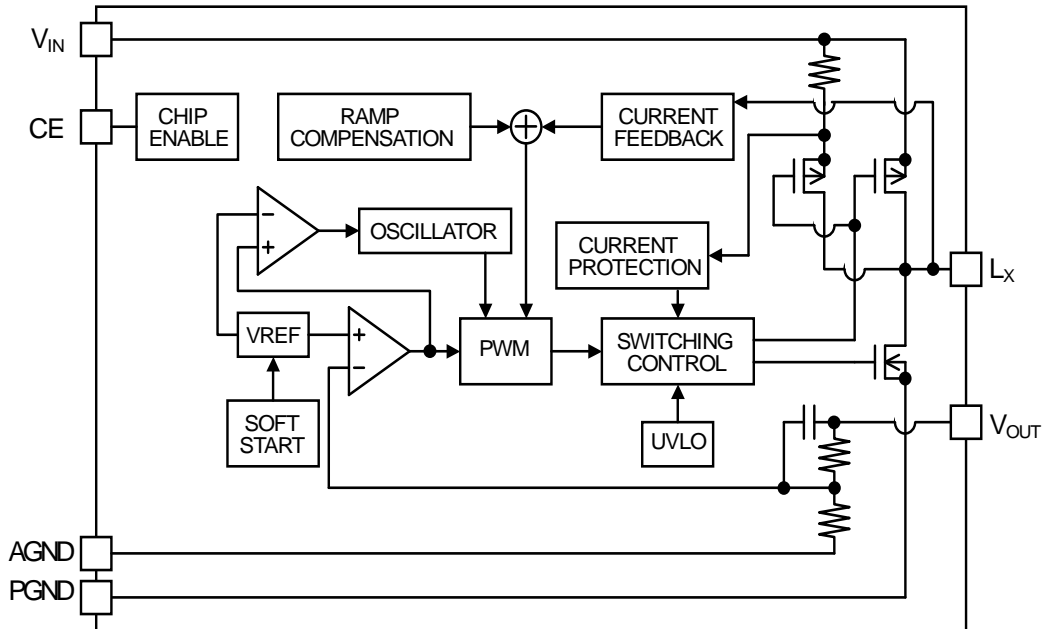 V_IN
CE
CHIP
ENABLE
RAMP
COMPENSATION
+
CURRENT
FEEDBACK
−
+
OSCILLATOR
CURRENT
PROTECTION
L_X
VREF
+
−
PWM
SWITCHING
CONTROL
SOFT
START
UVLO
V_OUT
AGND
PGND